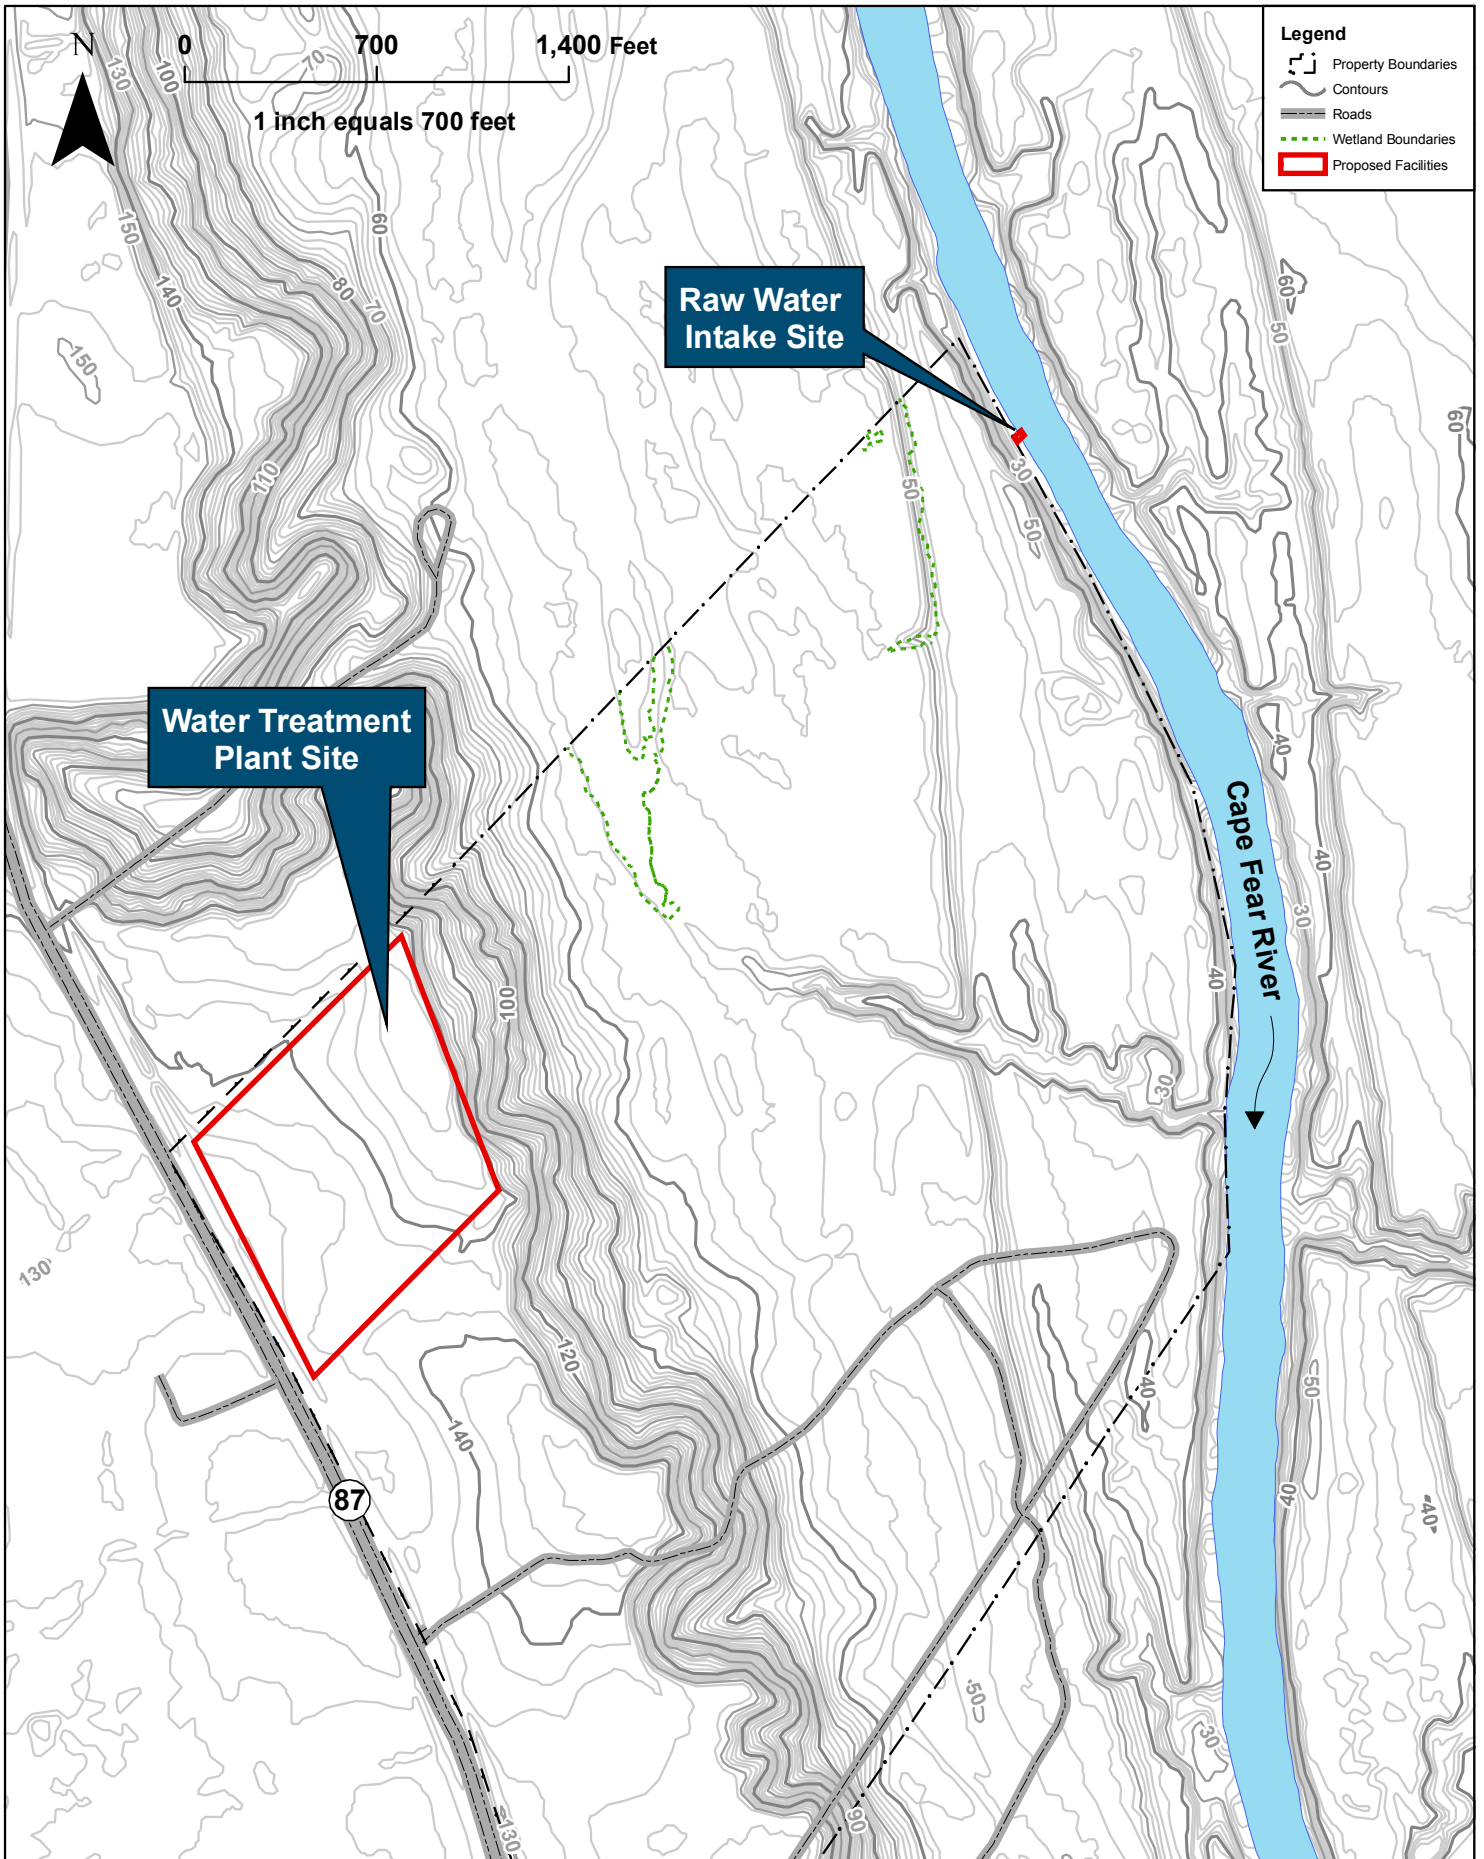 N
0 700 1,400 Feet
1 inch equals 700 feet
Legend
Property Boundaries
Contours
Roads
Wetland Boundaries
Proposed Facilities
130
100
70
150
60
140
80
70
150
60
50
Raw Water
Intake Site
60
110
50
30
50
Water Treatment
Plant Site
40
Cape Fear River
40
30
40
100
30
130
120
40
50
140
87
40
40
50
30
130
90